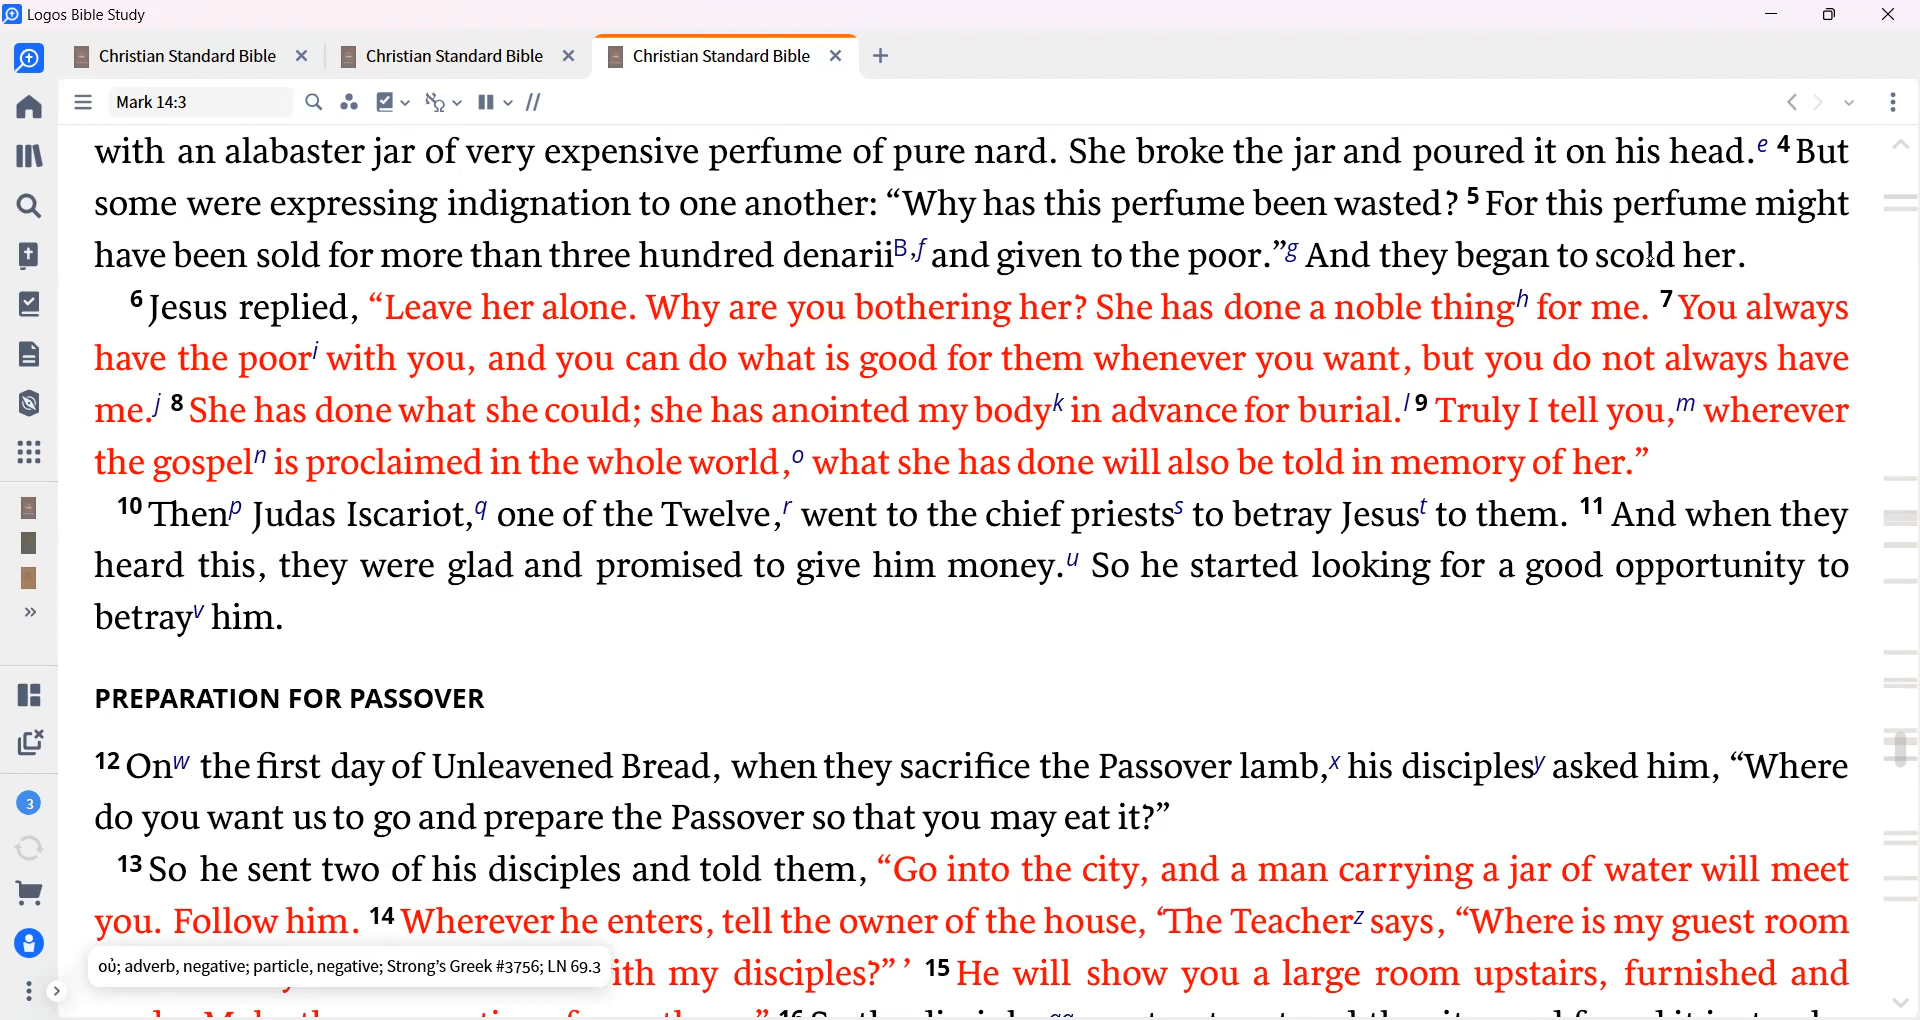 Logos Bible Study
Christian Standard Bible Christian Standard Bible Christian Standard Bible
Mark 14:3
with an alabaster jar of very expensive perfume of pure nard. She broke the jar and poured it on his head.e 4 But
some were expressing indignation to one another: “Why has this perfume been wasted? 5 For this perfume might
have been sold for more than three hundred denariiB,f and given to the poor.”g And they began to scold her.
6 Jesus replied, “Leave her alone. Why are you bothering her? She has done a noble thingh for me. 7 You always
have the poori with you, and you can do what is good for them whenever you want, but you do not always have
me.j 8 She has done what she could; she has anointed my bodyk in advance for burial.l 9 Truly I tell you,m wherever
the gospeln is proclaimed in the whole world,o what she has done will also be told in memory of her.”
10 Thenp Judas Iscariot,q one of the Twelve,r went to the chief priestss to betray Jesust to them. 11 And when they
heard this, they were glad and promised to give him money.u So he started looking for a good opportunity to
betrayv him.
PREPARATION FOR PASSOVER
12 Onw the first day of Unleavened Bread, when they sacrifice the Passover lamb,x his disciplesy asked him, “Where
do you want us to go and prepare the Passover so that you may eat it?”
13 So he sent two of his disciples and told them, “Go into the city, and a man carrying a jar of water will meet
you. Follow him. 14 Wherever he enters, tell the owner of the house, ‘The Teacherz says, “Where is my guest room
ith my disciples?” ’ 15 He will show you a large room upstairs, furnished and
3
οὐ; adverb, negative; particle, negative; Strong’s Greek #3756; LN 69.3